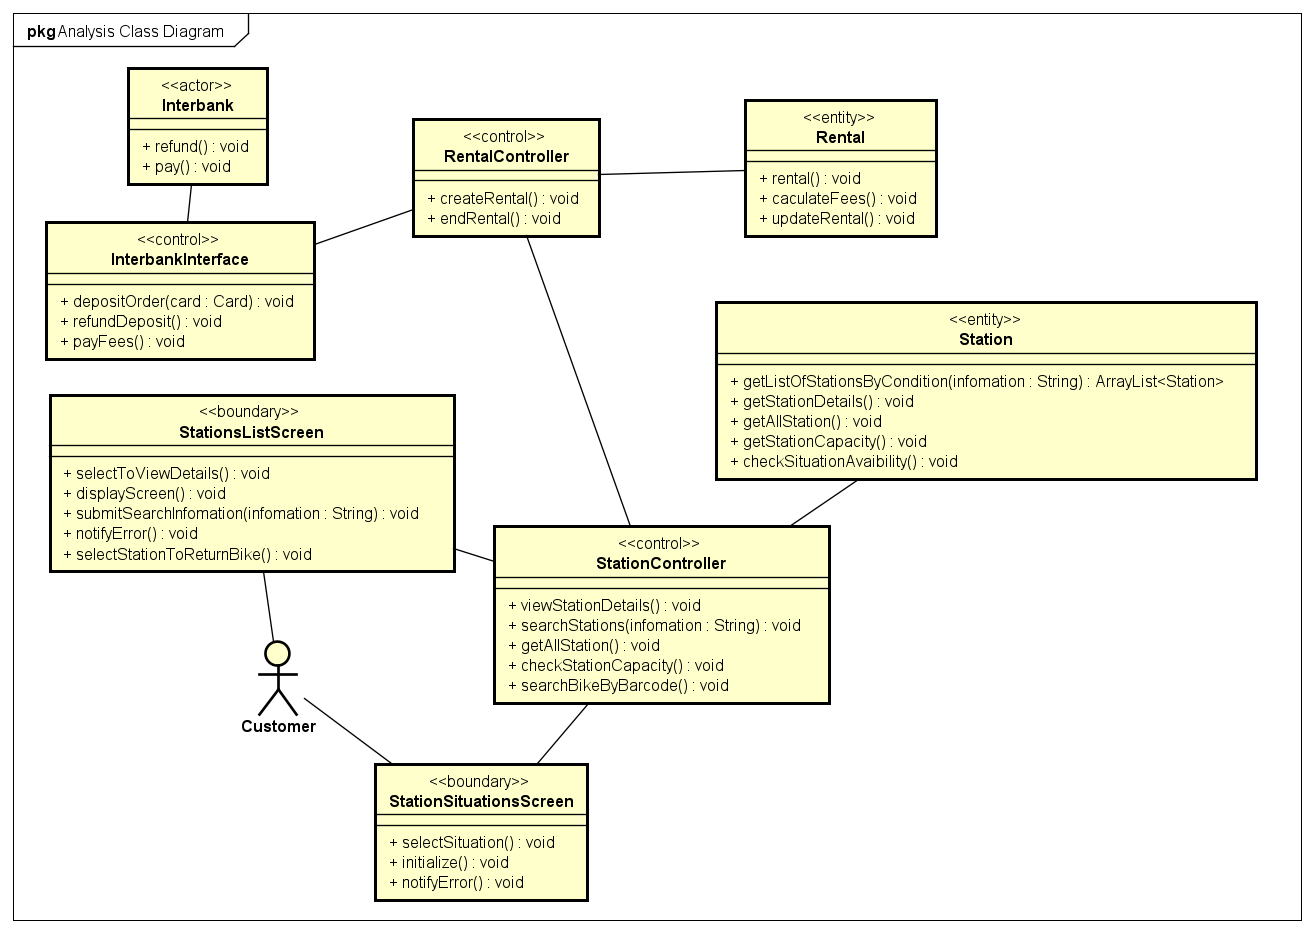 pkg Analysis Class Diagram
<<actor>>
Interbank
+ refund() : void
+ pay() : void
<<control>>
RentalController
+ createRental() : void
+ endRental() : void
<<entity>>
Rental
+ rental() : void
+ caculateFees() : void
+ updateRental() : void
<<control>>
InterbankInterface
+ depositOrder(card : Card) : void
+ refundDeposit() : void
+ payFees() : void
<<entity>>
Station
+ getListOfStationsByCondition(infomation : String) : ArrayList<Station>
+ getStationDetails() : void
+ getAllStation() : void
+ getStationCapacity() : void
+ checkSituationAvaibility() : void
<<boundary>>
StationsListScreen
+ selectToViewDetails() : void
+ displayScreen() : void
+ submitSearchInfomation(infomation : String) : void
+ notifyError() : void
+ selectStationToReturnBike() : void
<<control>>
StationController
+ viewStationDetails() : void
+ searchStations(infomation : String) : void
+ getAllStation() : void
+ checkStationCapacity() : void
+ searchBikeByBarcode() : void
Customer
<<boundary>>
StationSituationsScreen
+ selectSituation() : void
+ initialize() : void
+ notifyError() : void